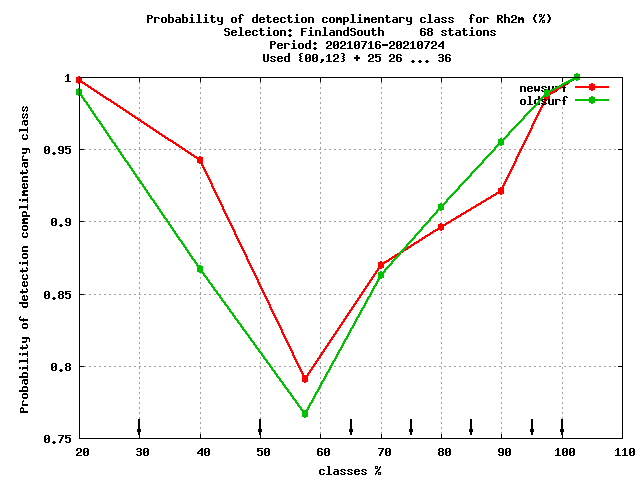 Probability of detection complimentary class  for Rh2m (%)
Selection: FinlandSouth     68 stations
Period: 20210716-20210724
Used {00,12} + 25 26 ... 36
newsurf
oldsurf
Probability of detection complimentary class
1
0.95
0.9
0.85
0.8
0.75
20 30 40 50 60 70 80 90 100 110
classes %